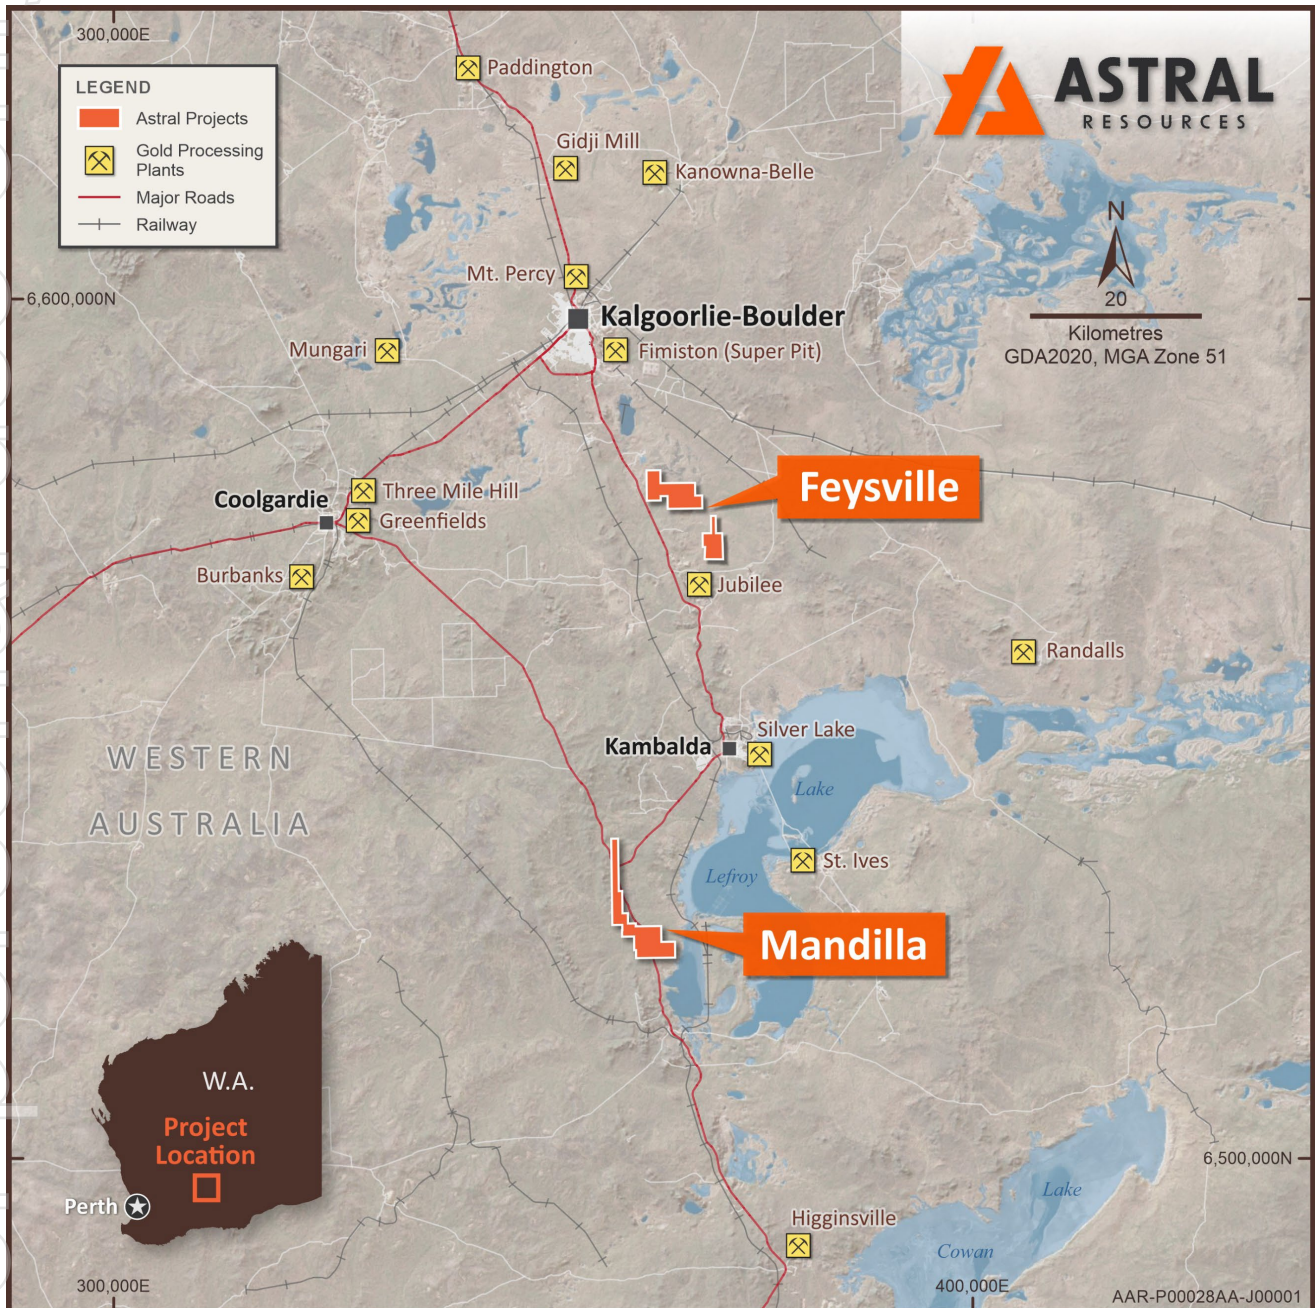 300,000E
LEGEND
Astral Projects
Gold Processing
Plants
Major Roads
Railway
Paddington
ASTRAL
RESOURCES
Gidji Mill
Kanowna-Belle
N
20
Kilometres
GDA2020, MGA Zone 51
Mt. Percy
6,600,000N
Kalgoorlie-Boulder
Mungari
Fimiston (Super Pit)
Feysville
Coolgardie
Three Mile Hill
Greenfields
Burbanks
Jubilee
Randalls
WESTERN
AUSTRALIA
Kambalda
Silver Lake
Lake
Lefroy
St. Ives
Mandilla
W.A.
Project
Location
Perth
6,500,000N
Lake
Cowan
Higginsville
300,000E
400,000E
AAR-P00028AA-J00001